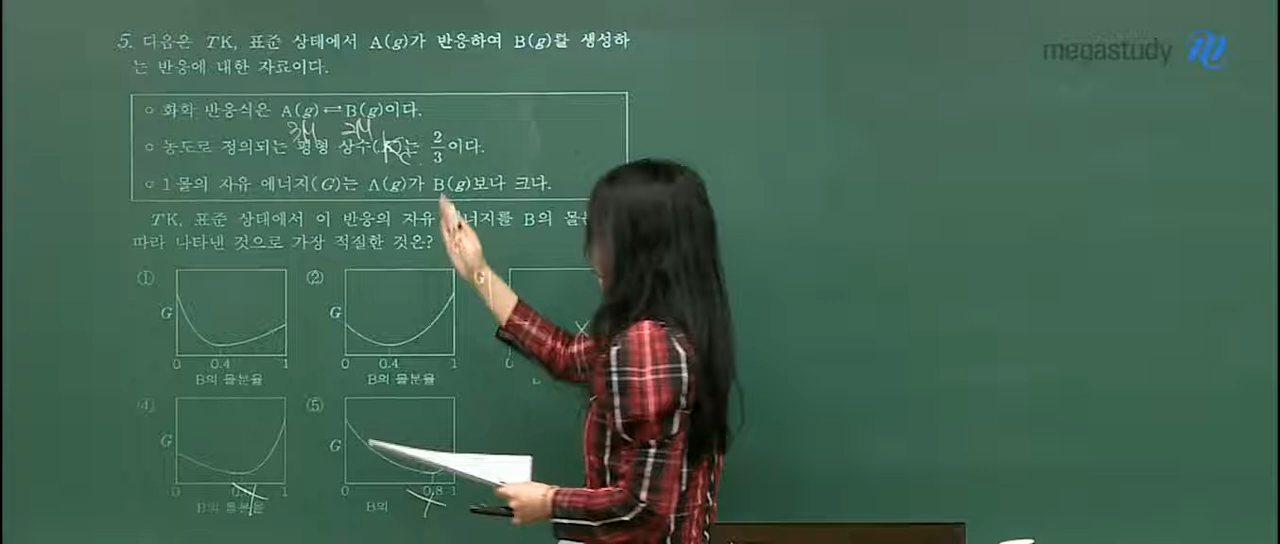 megastudy
5. 다음은 TK, 표준 상태에서 A(g)가 반응하여 B(g)를 생성하
는 반응에 대한 자료이다.
○ 화학 반응식은 A(g) ⇌ B(g)이다.
3M 2M
○ 농도로 정의되는 평형 상수(K)는 2/3이다.
○ 1몰의 자유 에너지(G)는 A(g)가 B(g)보다 크다.
TK, 표준 상태에서 이 반응의 자유 에너지를 B의
따라 나타낸 것으로 가장 적절한 것은?
① ②
G G G
0 0.4 1 0 0.4 1 0
B의 몰분율 B의 몰분율
④ ⑤
G G
0 1 0 0.8 1
B의 몰분율 B의